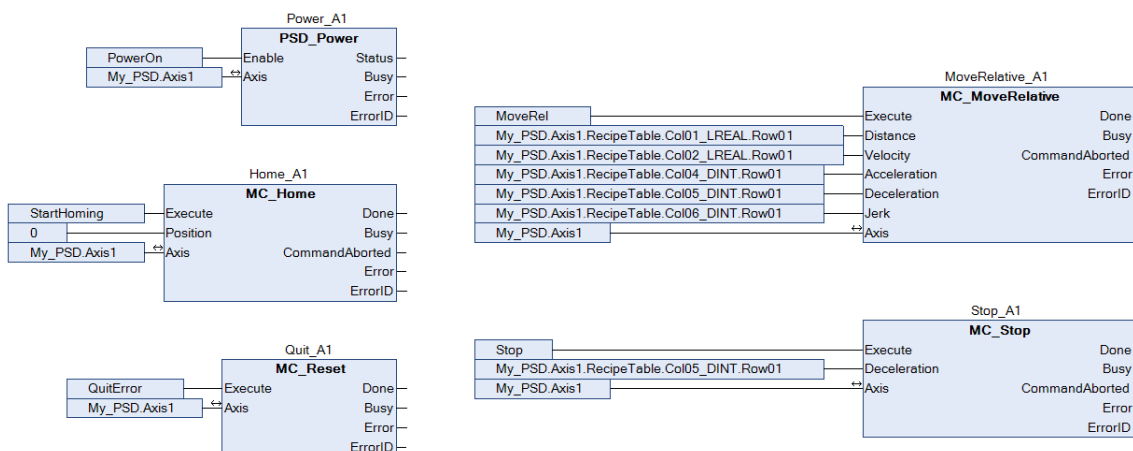 Power_A1
PSD_Power
PowerOn Enable Status
My_PSD.Axis1 Axis Busy
Error
ErrorID
Home_A1
MC_Home
StartHoming Execute Done
0 Position Busy
My_PSD.Axis1 Axis CommandAborted
Error
ErrorID
Quit_A1
MC_Reset
QuitError Execute Done
My_PSD.Axis1 Axis Busy
Error
ErrorID
MoveRelative_A1
MC_MoveRelative
MoveRel Execute Done
My_PSD.Axis1.RecipeTable.Col01_LREAL.Row01 Distance Busy
My_PSD.Axis1.RecipeTable.Col02_LREAL.Row01 Velocity CommandAborted
My_PSD.Axis1.RecipeTable.Col04_DINT.Row01 Acceleration Error
My_PSD.Axis1.RecipeTable.Col05_DINT.Row01 Deceleration ErrorID
My_PSD.Axis1.RecipeTable.Col06_DINT.Row01 Jerk
My_PSD.Axis1 Axis
Stop_A1
MC_Stop
Stop Execute Done
My_PSD.Axis1.RecipeTable.Col05_DINT.Row01 Deceleration Busy
My_PSD.Axis1 Axis CommandAborted
Error
ErrorID